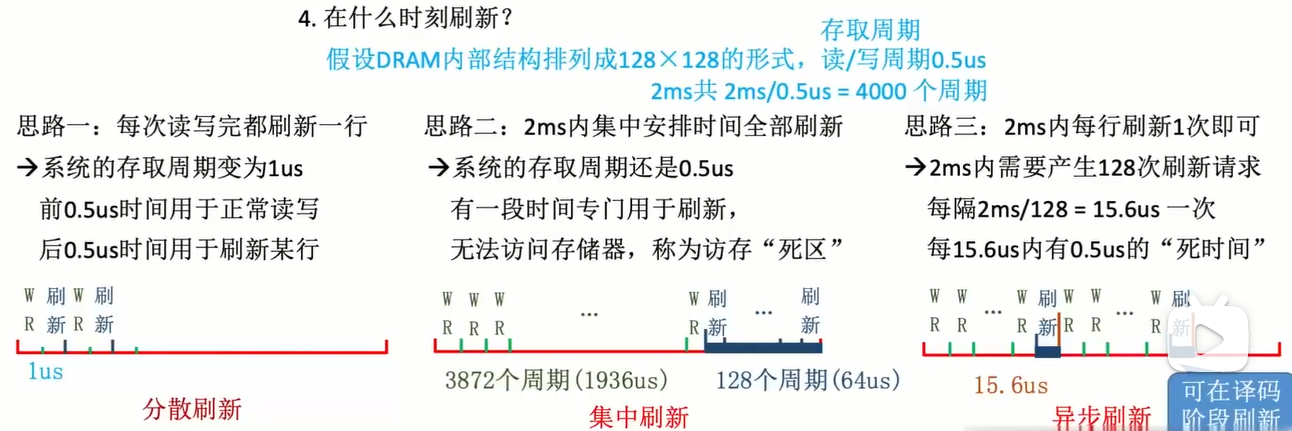 4. 在什么时刻刷新？
存取周期
假设DRAM内部结构排列成128×128的形式，读/写周期0.5us
2ms共 2ms/0.5us = 4000 个周期
思路一：每次读写完都刷新一行
→系统的存取周期变为1us
前0.5us时间用于正常读写
后0.5us时间用于刷新某行
W 刷 W 刷
R 新 R 新
1us
分散刷新
思路二：2ms内集中安排时间全部刷新
→系统的存取周期还是0.5us
有一段时间专门用于刷新，
无法访问存储器，称为访存“死区”
W W W ... W 刷 ... 刷
R R R R 新 新
3872个周期(1936us) 128个周期(64us)
集中刷新
思路三：2ms内每行刷新1次即可
→2ms内需要产生128次刷新请求
每隔2ms/128 = 15.6us 一次
每15.6us内有0.5us的“死时间”
W W ... W 刷 W W ... W 刷
R R R 新 R R R 新
15.6us
异步刷新
可在译码
阶段刷新